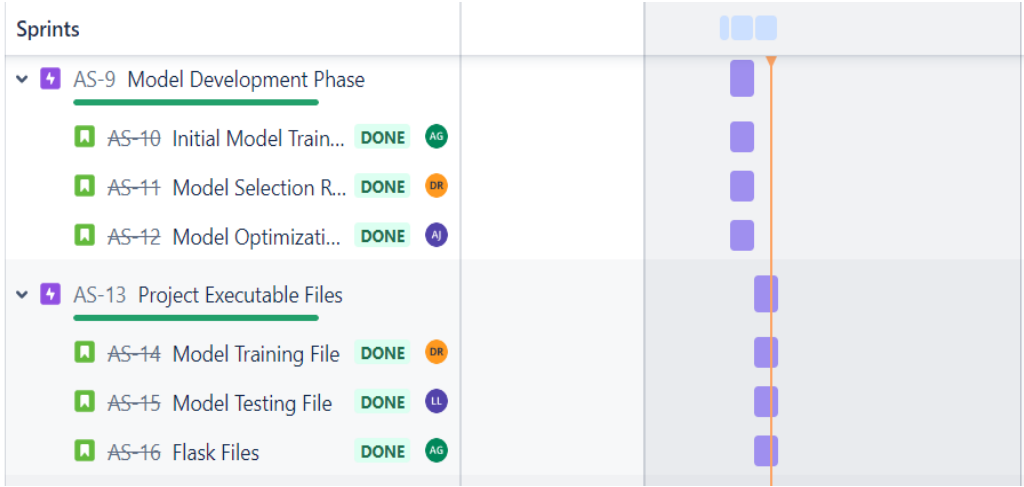 Sprints
AS-9 Model Development Phase
AS-10 Initial Model Train... DONE AG
AS-11 Model Selection R... DONE DR
AS-12 Model Optimizati... DONE AJ
AS-13 Project Executable Files
AS-14 Model Training File DONE DR
AS-15 Model Testing File DONE LL
AS-16 Flask Files DONE AG